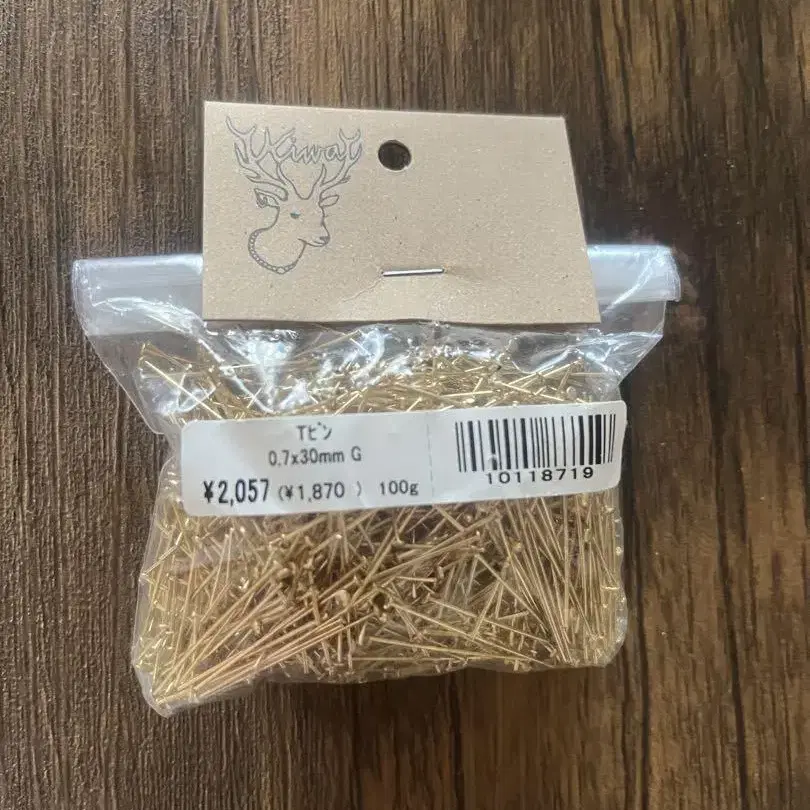 Kiwa
Tピン
0.7x30mm G
¥2,057 (¥1,870 ) 100g
10118719